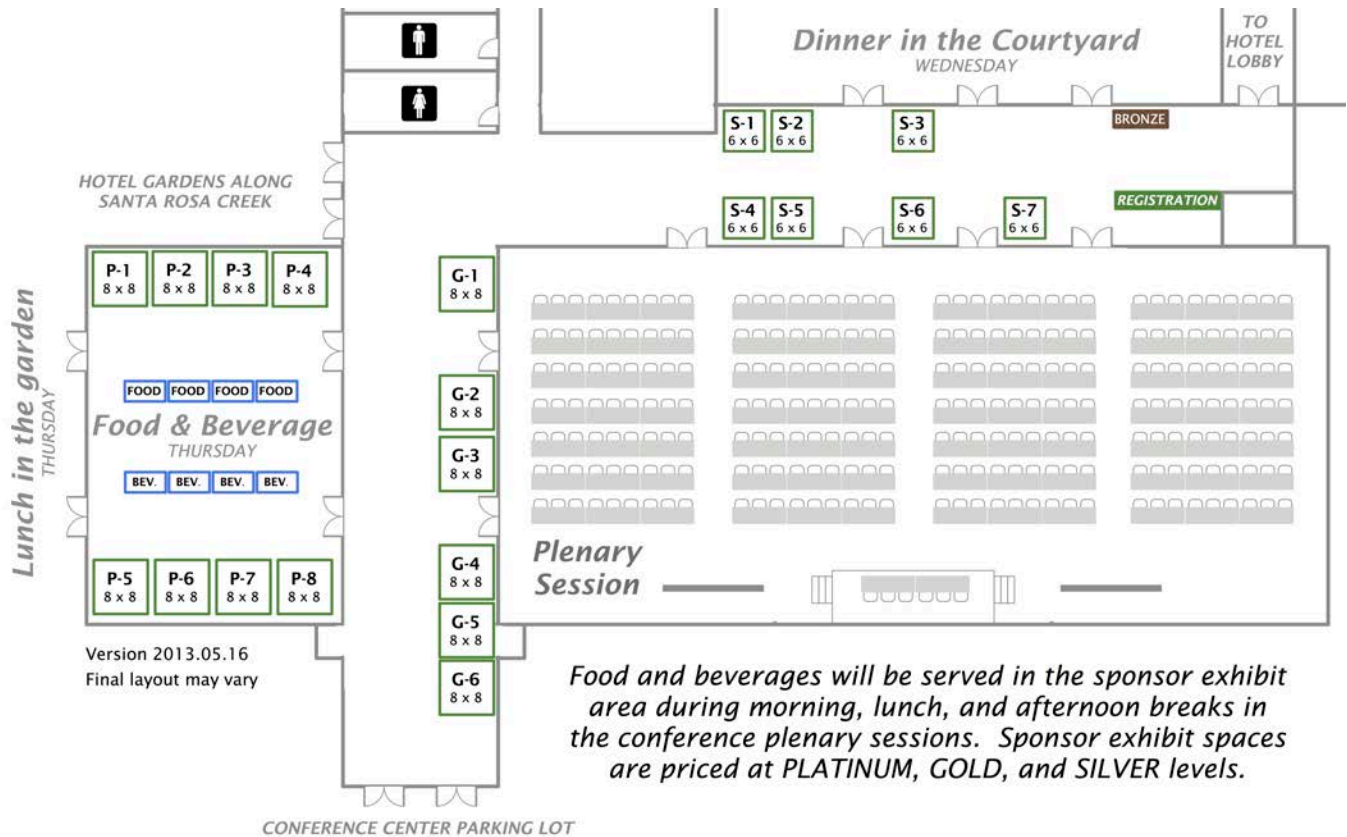 Dinner in the Courtyard
WEDNESDAY
TO
HOTEL
LOBBY
S-1
6 x 6
S-2
6 x 6
S-3
6 x 6
BRONZE
HOTEL GARDENS ALONG
SANTA ROSA CREEK
S-4
6 x 6
S-5
6 x 6
S-6
6 x 6
S-7
6 x 6
REGISTRATION
P-1
8 x 8
P-2
8 x 8
P-3
8 x 8
P-4
8 x 8
G-1
8 x 8
Lunch in the garden
THURSDAY
FOOD
FOOD
FOOD
FOOD
Food & Beverage
THURSDAY
BEV.
BEV.
BEV.
BEV.
G-2
8 x 8
G-3
8 x 8
P-5
8 x 8
P-6
8 x 8
P-7
8 x 8
P-8
8 x 8
G-4
8 x 8
G-5
8 x 8
G-6
8 x 8
Plenary
Session
Version 2013.05.16
Final layout may vary
Food and beverages will be served in the sponsor exhibit
area during morning, lunch, and afternoon breaks in
the conference plenary sessions. Sponsor exhibit spaces
are priced at PLATINUM, GOLD, and SILVER levels.
CONFERENCE CENTER PARKING LOT